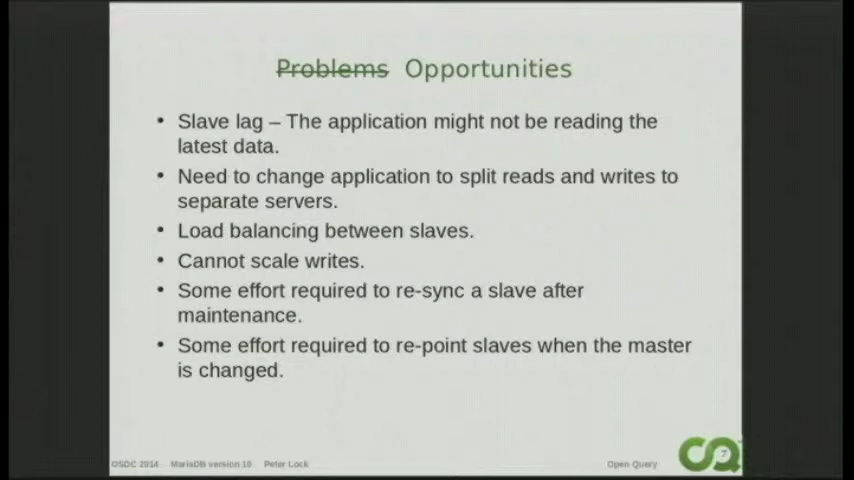 Problems Opportunities
• Slave lag – The application might not be reading the
latest data.
• Need to change application to split reads and writes to
separate servers.
• Load balancing between slaves.
• Cannot scale writes.
• Some effort required to re-sync a slave after
maintenance.
• Some effort required to re-point slaves when the master
is changed.
OSDC 2014 MariaDB version 10 Peter Lock
Open Query
7